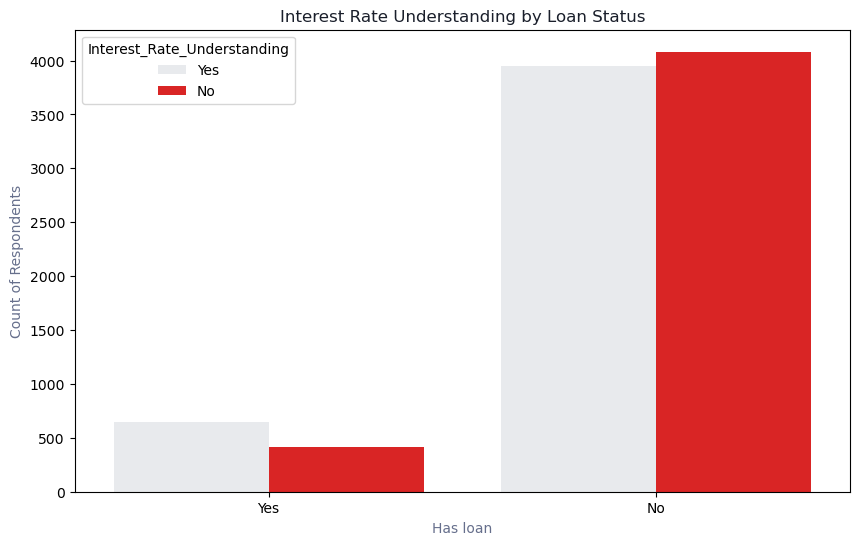 Interest Rate Understanding by Loan Status
Interest_Rate_Understanding
Yes
No
4000
3500
3000
2500
2000
1500
1000
500
0
Count of Respondents
Yes
No
Has loan